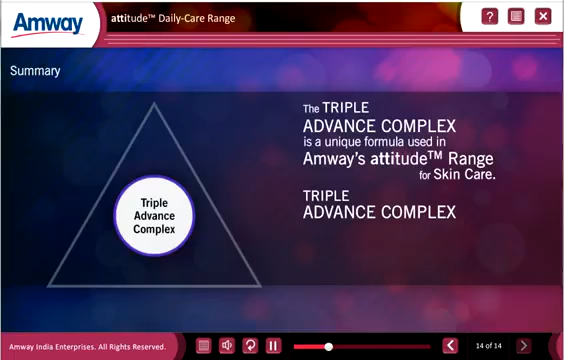 Amway
attitude™ Daily-Care Range
?
Summary
The TRIPLE
ADVANCE COMPLEX
is a unique formula used in
Amway's attitude™ Range
for Skin Care.
TRIPLE
ADVANCE COMPLEX
Triple
Advance
Complex
Amway India Enterprises. All Rights Reserved.
14 of 14